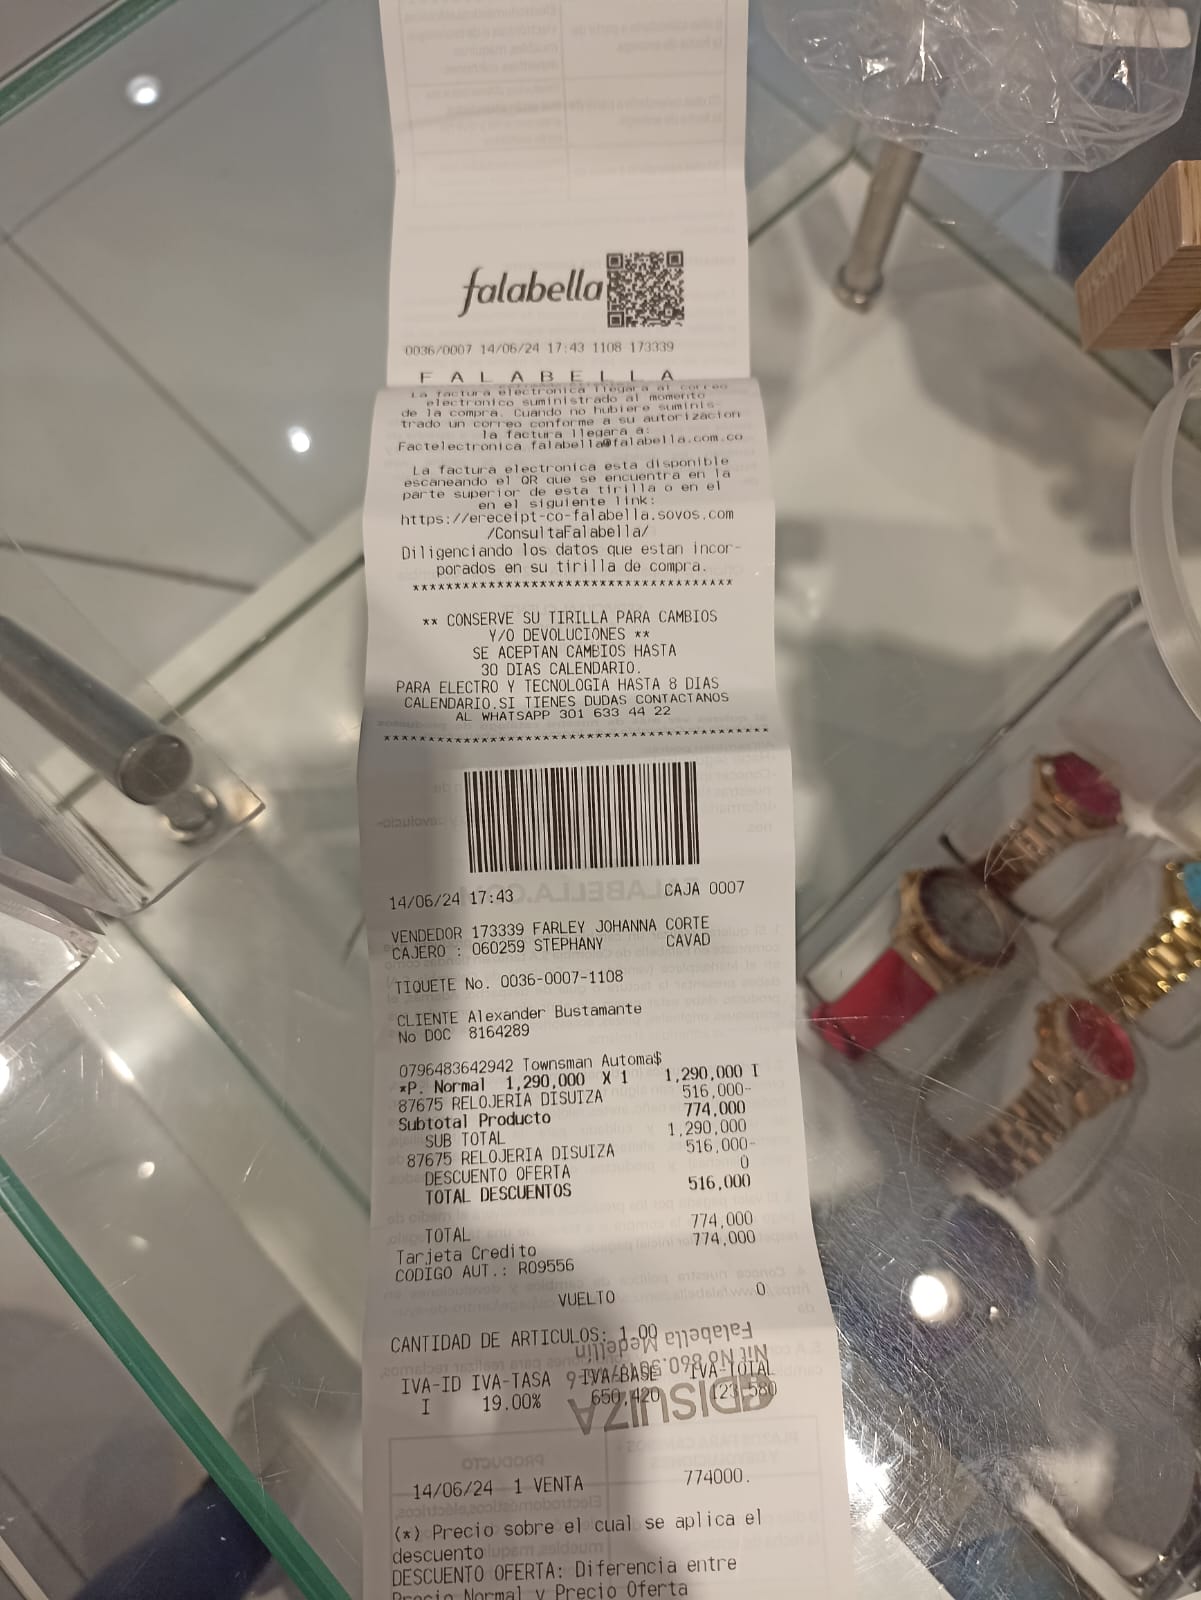 falabella
0036/0007 14/06/24 17:43 1108 173339
F A L A B E L L A
La factura electronica llegara al correo
electronico suministrado al momento
de la compra. Cuando no hubiere suminis-
trado un correo conforme a su autorizacion
la factura llegara a:
Factelectronica falabella@falabella.com.co
La factura electronica esta disponible
escaneando el QR que se encuentra en la
parte superior de esta tirilla o en el
en el siguiente link:
https://ereceipt-co-falabella.sovos.com
/ConsultaFalabella/
Diligenciando los datos que estan incor-
porados en su tirilla de compra.
** CONSERVE SU TIRILLA PARA CAMBIOS
Y/O DEVOLUCIONES **
SE ACEPTAN CAMBIOS HASTA
30 DIAS CALENDARIO.
PARA ELECTRO Y TECNOLOGIA HASTA 8 DIAS
CALENDARIO.SI TIENES DUDAS CONTACTANOS
AL WHATSAPP 301 633 44 22
14/06/24 17:43 CAJA 0007
VENDEDOR 173339 FARLEY JOHANNA CORTE
CAJERO : 060259 STEPHANY CAVAD
TIQUETE No. 0036-0007-1108
CLIENTE Alexander Bustamante
No DOC 8164289
0796483642942 Townsman Automa$
*P. Normal 1,290,000 X 1 1,290,000 I
87675 RELOJERIA DISUIZA 516,000-
Subtotal Producto 774,000
SUB TOTAL 1,290,000
87675 RELOJERIA DISUIZA 516,000-
DESCUENTO OFERTA 0
TOTAL DESCUENTOS 516,000
TOTAL 774,000
Tarjeta Credito 774,000
CODIGO AUT.: R09556
VUELTO 0
CANTIDAD DE ARTICULOS: 1.00
Falabella Medellin
IVA-ID IVA-TASA IVA-BASE IVA-TOTAL
I 19.00% 650,420 123,580
DISUIZA
14/06/24 1 VENTA 774000.
(*) Precio sobre el cual se aplica el
descuento
DESCUENTO OFERTA: Diferencia entre
Precio Normal y Precio Oferta